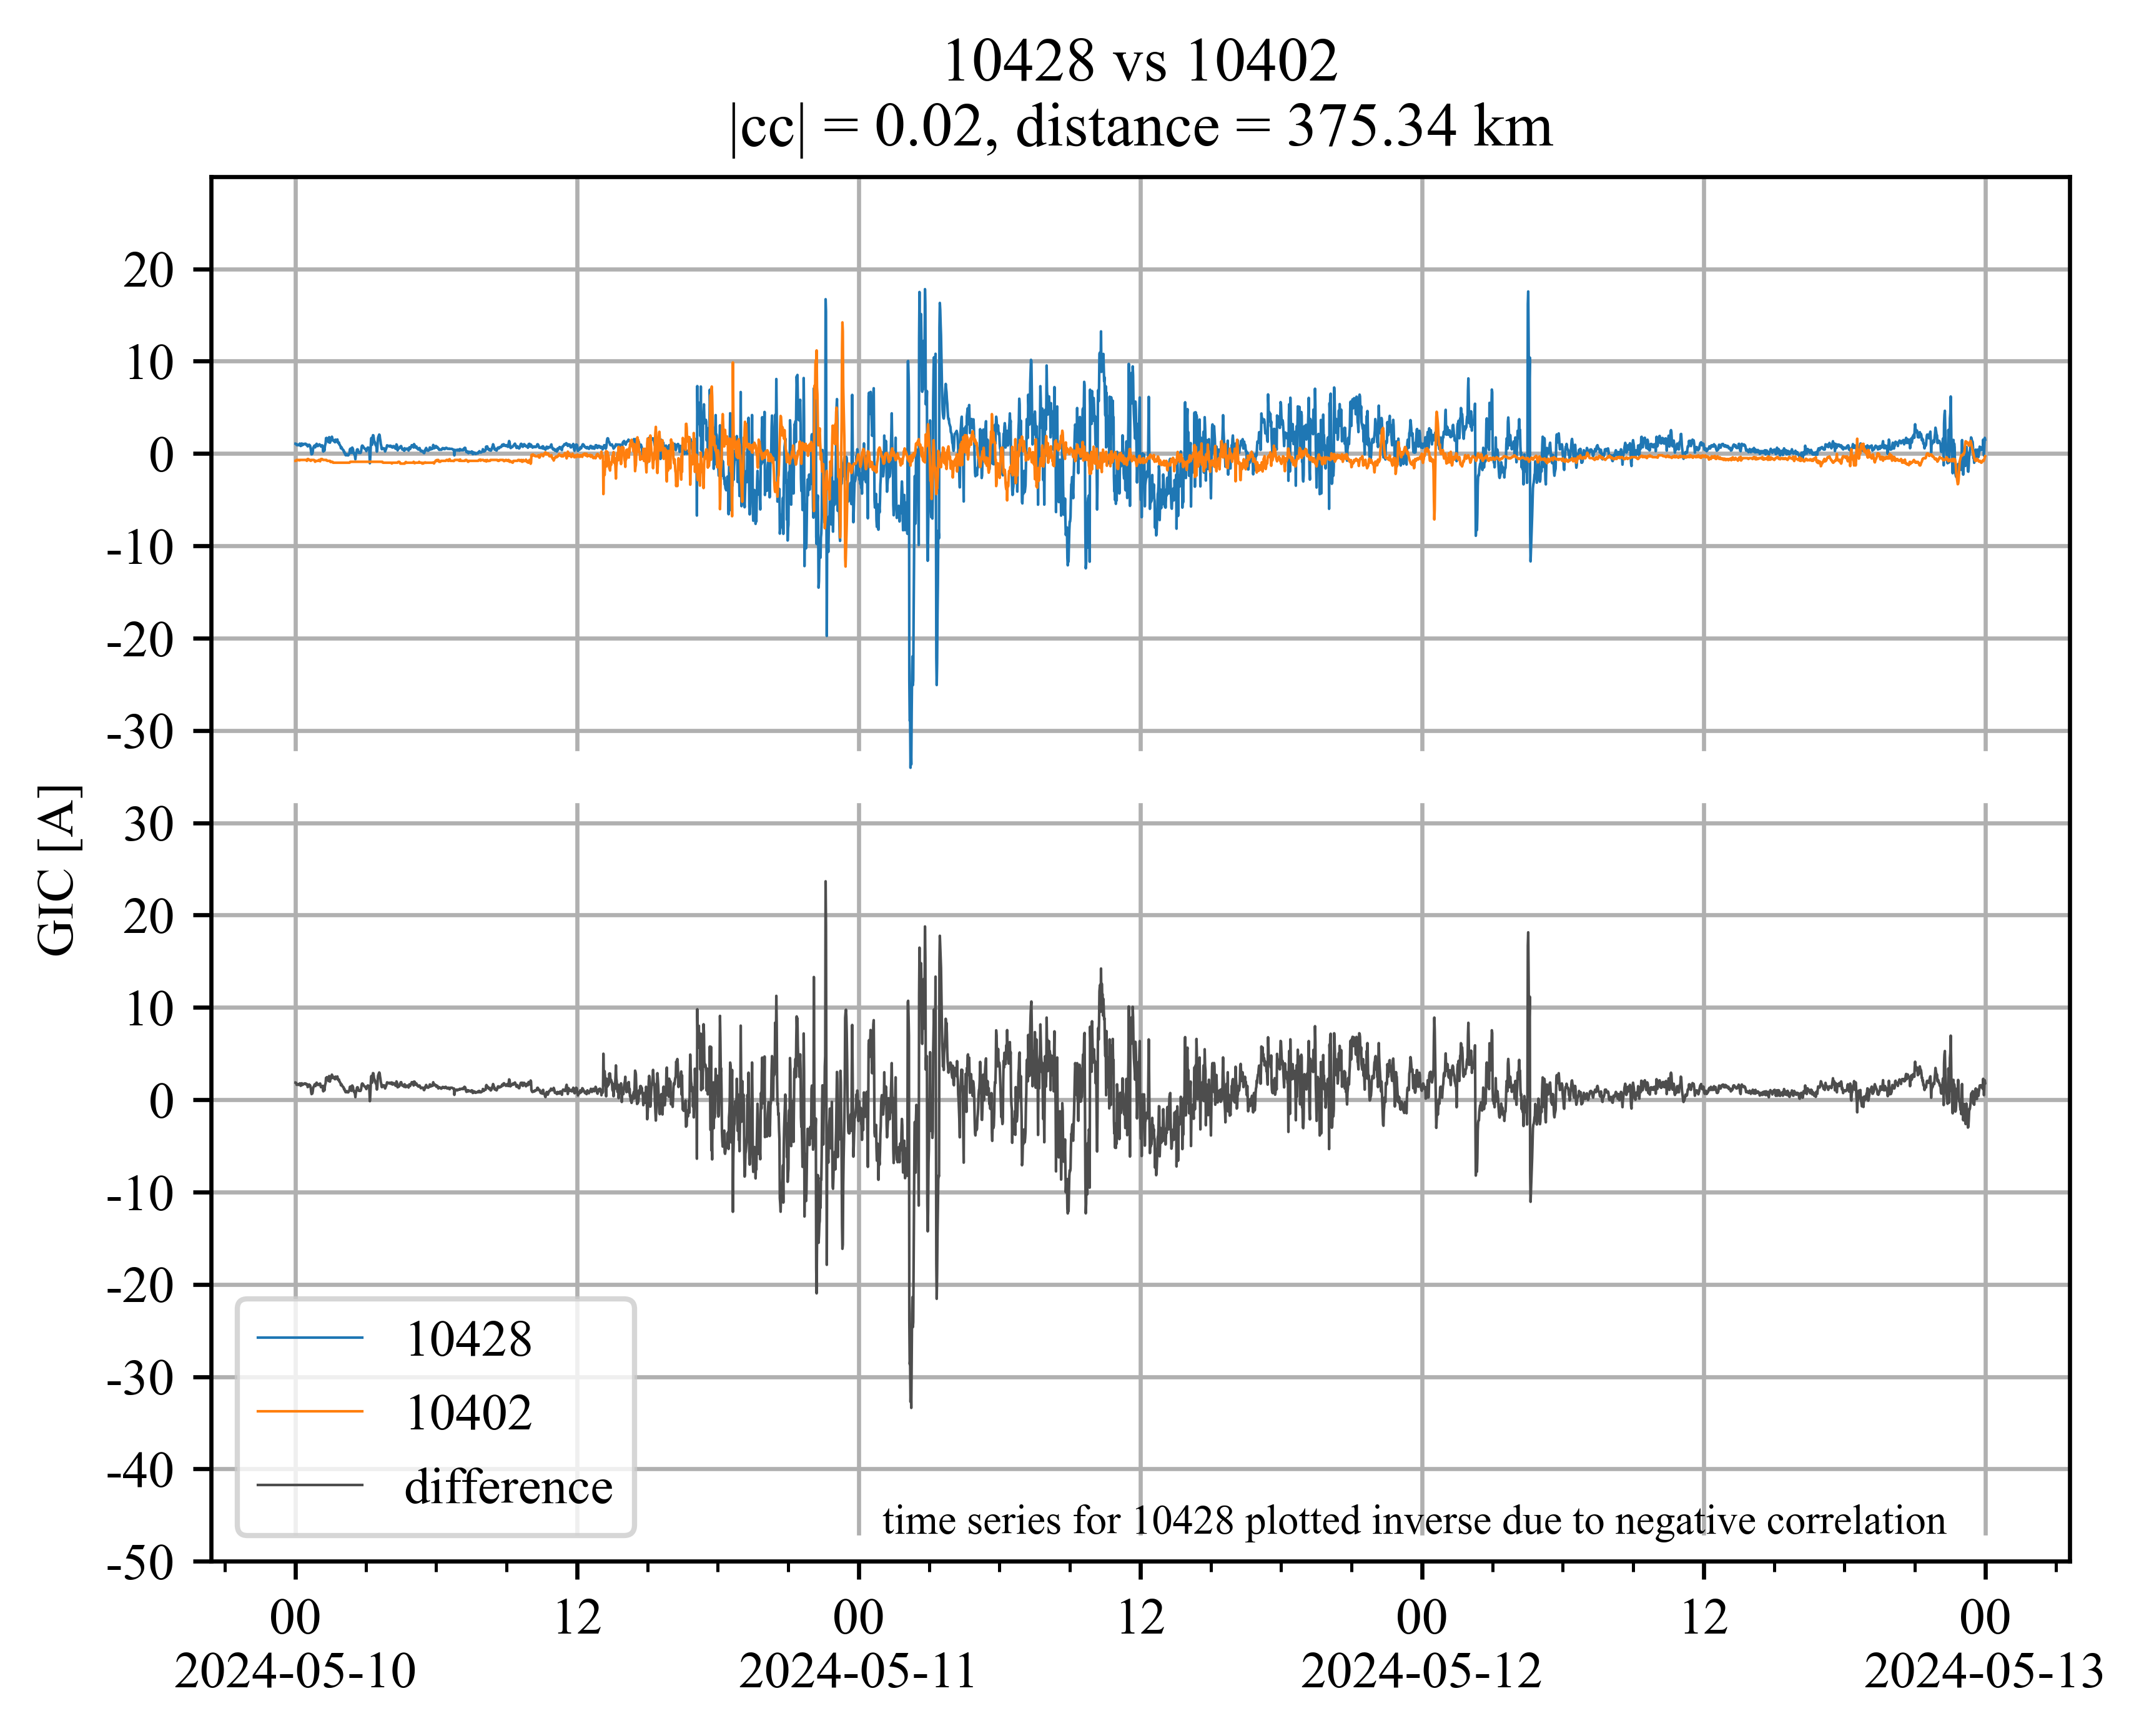 10428 vs 10402
|cc| = 0.02, distance = 375.34 km
20
10
0
-10
-20
-30
30
20
10
0
-10
-20
-30
-40
-50
GIC [A]
10428
10402
difference
time series for 10428 plotted inverse due to negative correlation
00 12 00 12 00 12 00
2024-05-10 2024-05-11 2024-05-12 2024-05-13